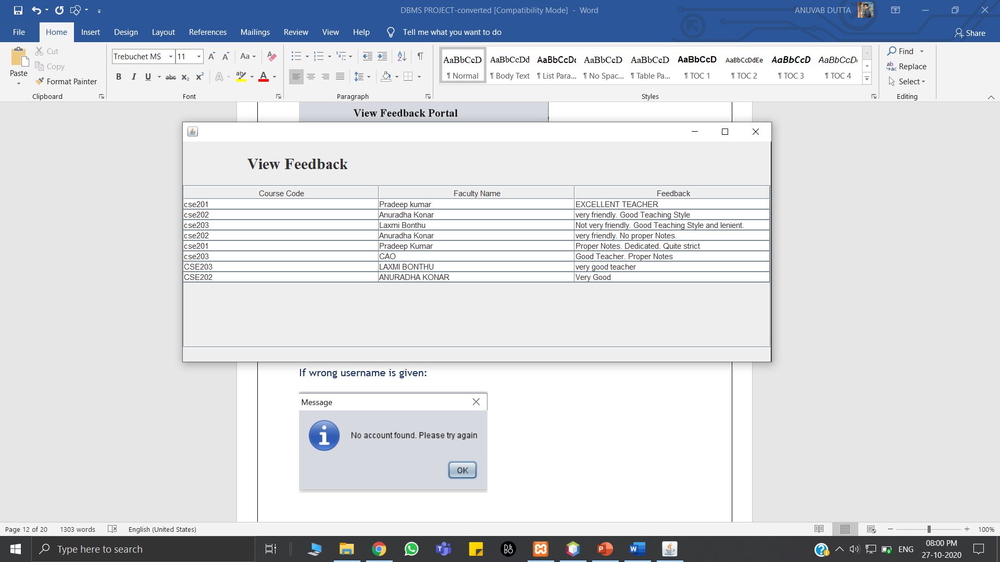 DBMS PROJECT-converted [Compatibility Mode] - Word
ANUVAB DUTTA
File Home Insert Design Layout References Mailings Review View Help Tell me what you want to do Share
Paste
Cut
Copy
Format Painter
Clipboard
Trebuchet MS 11
Font
Paragraph
AaBbCcD AaBbCcDd AaBbCcDc AaBbCcD AaBbCcD AaBbCcD AaBbCcDdEe AaBbCcD AaBbCcD
¶ Normal ¶ Body Text ¶ List Para... ¶ No Spac... ¶ Table Pa... ¶ TOC 1 ¶ TOC 2 ¶ TOC 3 ¶ TOC 4
Styles
Find
Replace
Select
Editing
View Feedback Portal
View Feedback
Course Code Faculty Name Feedback
cse201 Pradeep kumar EXCELLENT TEACHER
cse202 Anuradha Konar very friendly. Good Teaching Style
cse203 Laxmi Bonthu Not very friendly. Good Teaching Style and lenient.
cse202 Anuradha Konar very friendly. No proper Notes.
cse201 Pradeep Kumar Proper Notes. Dedicated. Quite strict
cse203 CAO Good Teacher. Proper Notes
CSE203 LAXMI BONTHU very good teacher
CSE202 ANURADHA KONAR Very Good
If wrong username is given:
Message
No account found. Please try again
OK
Page 12 of 20 1303 words English (United States) 100%
Type here to search
ENG
08:00 PM
27-10-2020